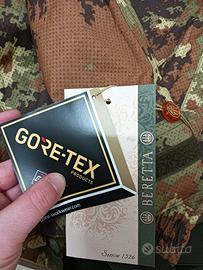 GORE-TEX
PRODUCTS
BERETTA
Since 1526
subito